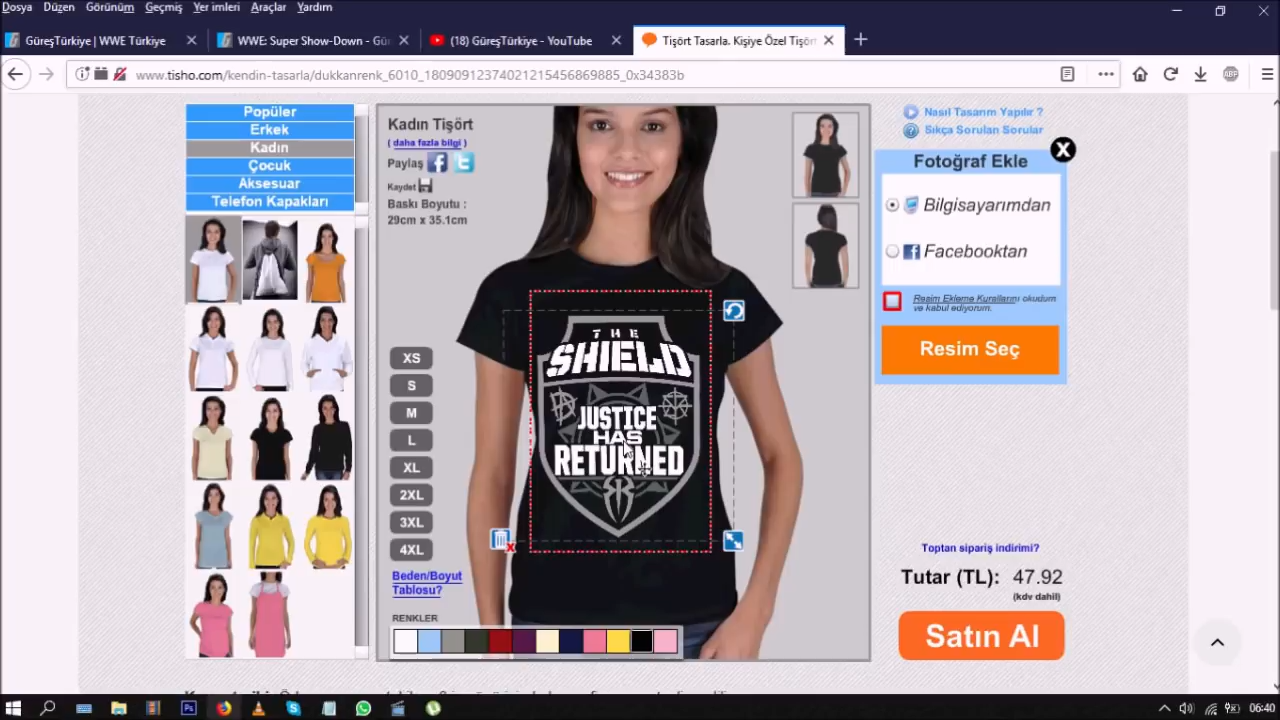 Dosya Düzen Görünüm Geçmiş Yer imleri Araçlar Yardım
GüreşTürkiye | WWE Türkiye
WWE: Super Show-Down - Gü
(18) GüreşTürkiye - YouTube
Tişört Tasarla. Kişiye Özel Tişört
www.tisho.com/kendin-tasarla/dukkanrenk_6010_18090912374021215456869885_0x34383b
ABP
Popüler
Erkek
Kadın
Çocuk
Aksesuar
Telefon Kapakları
Kadın Tişört
( daha fazla bilgi )
Paylaş
Kaydet
Baskı Boyutu :
29cm x 35.1cm
XS
S
M
L
XL
2XL
3XL
4XL
Beden/Boyut
Tablosu?
RENKLER
THE
SHIELD
JUSTICE
HAS
RETURNED
Nasıl Tasarım Yapılır ?
Sıkça Sorulan Sorular
Fotoğraf Ekle
Bilgisayarımdan
Facebooktan
Resim Ekleme Kurallarını okudum
ve kabul ediyorum.
Resim Seç
Toptan sipariş indirimi?
Tutar (TL): 47.92
(kdv dahil)
Satın Al
06:40